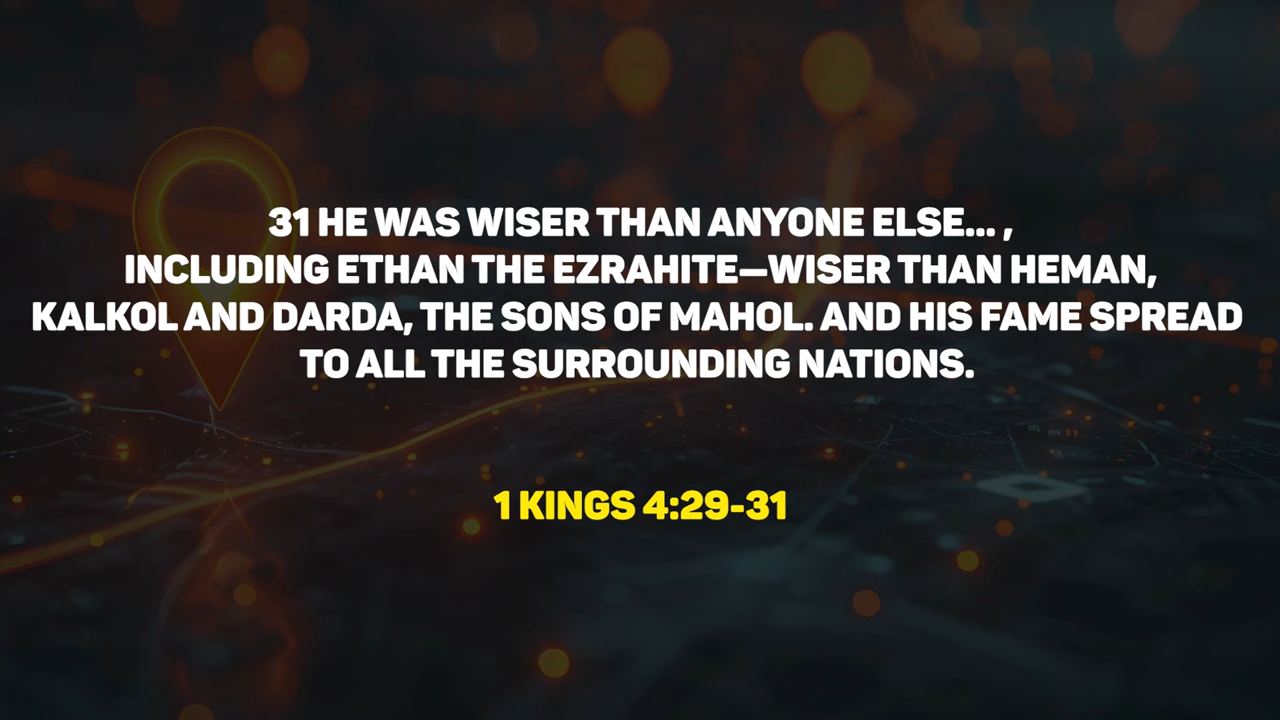 31 HE WAS WISER THAN ANYONE ELSE... ,
INCLUDING ETHAN THE EZRAHITE—WISER THAN HEMAN,
KALKOL AND DARDA, THE SONS OF MAHOL. AND HIS FAME SPREAD
TO ALL THE SURROUNDING NATIONS.
1 KINGS 4:29-31